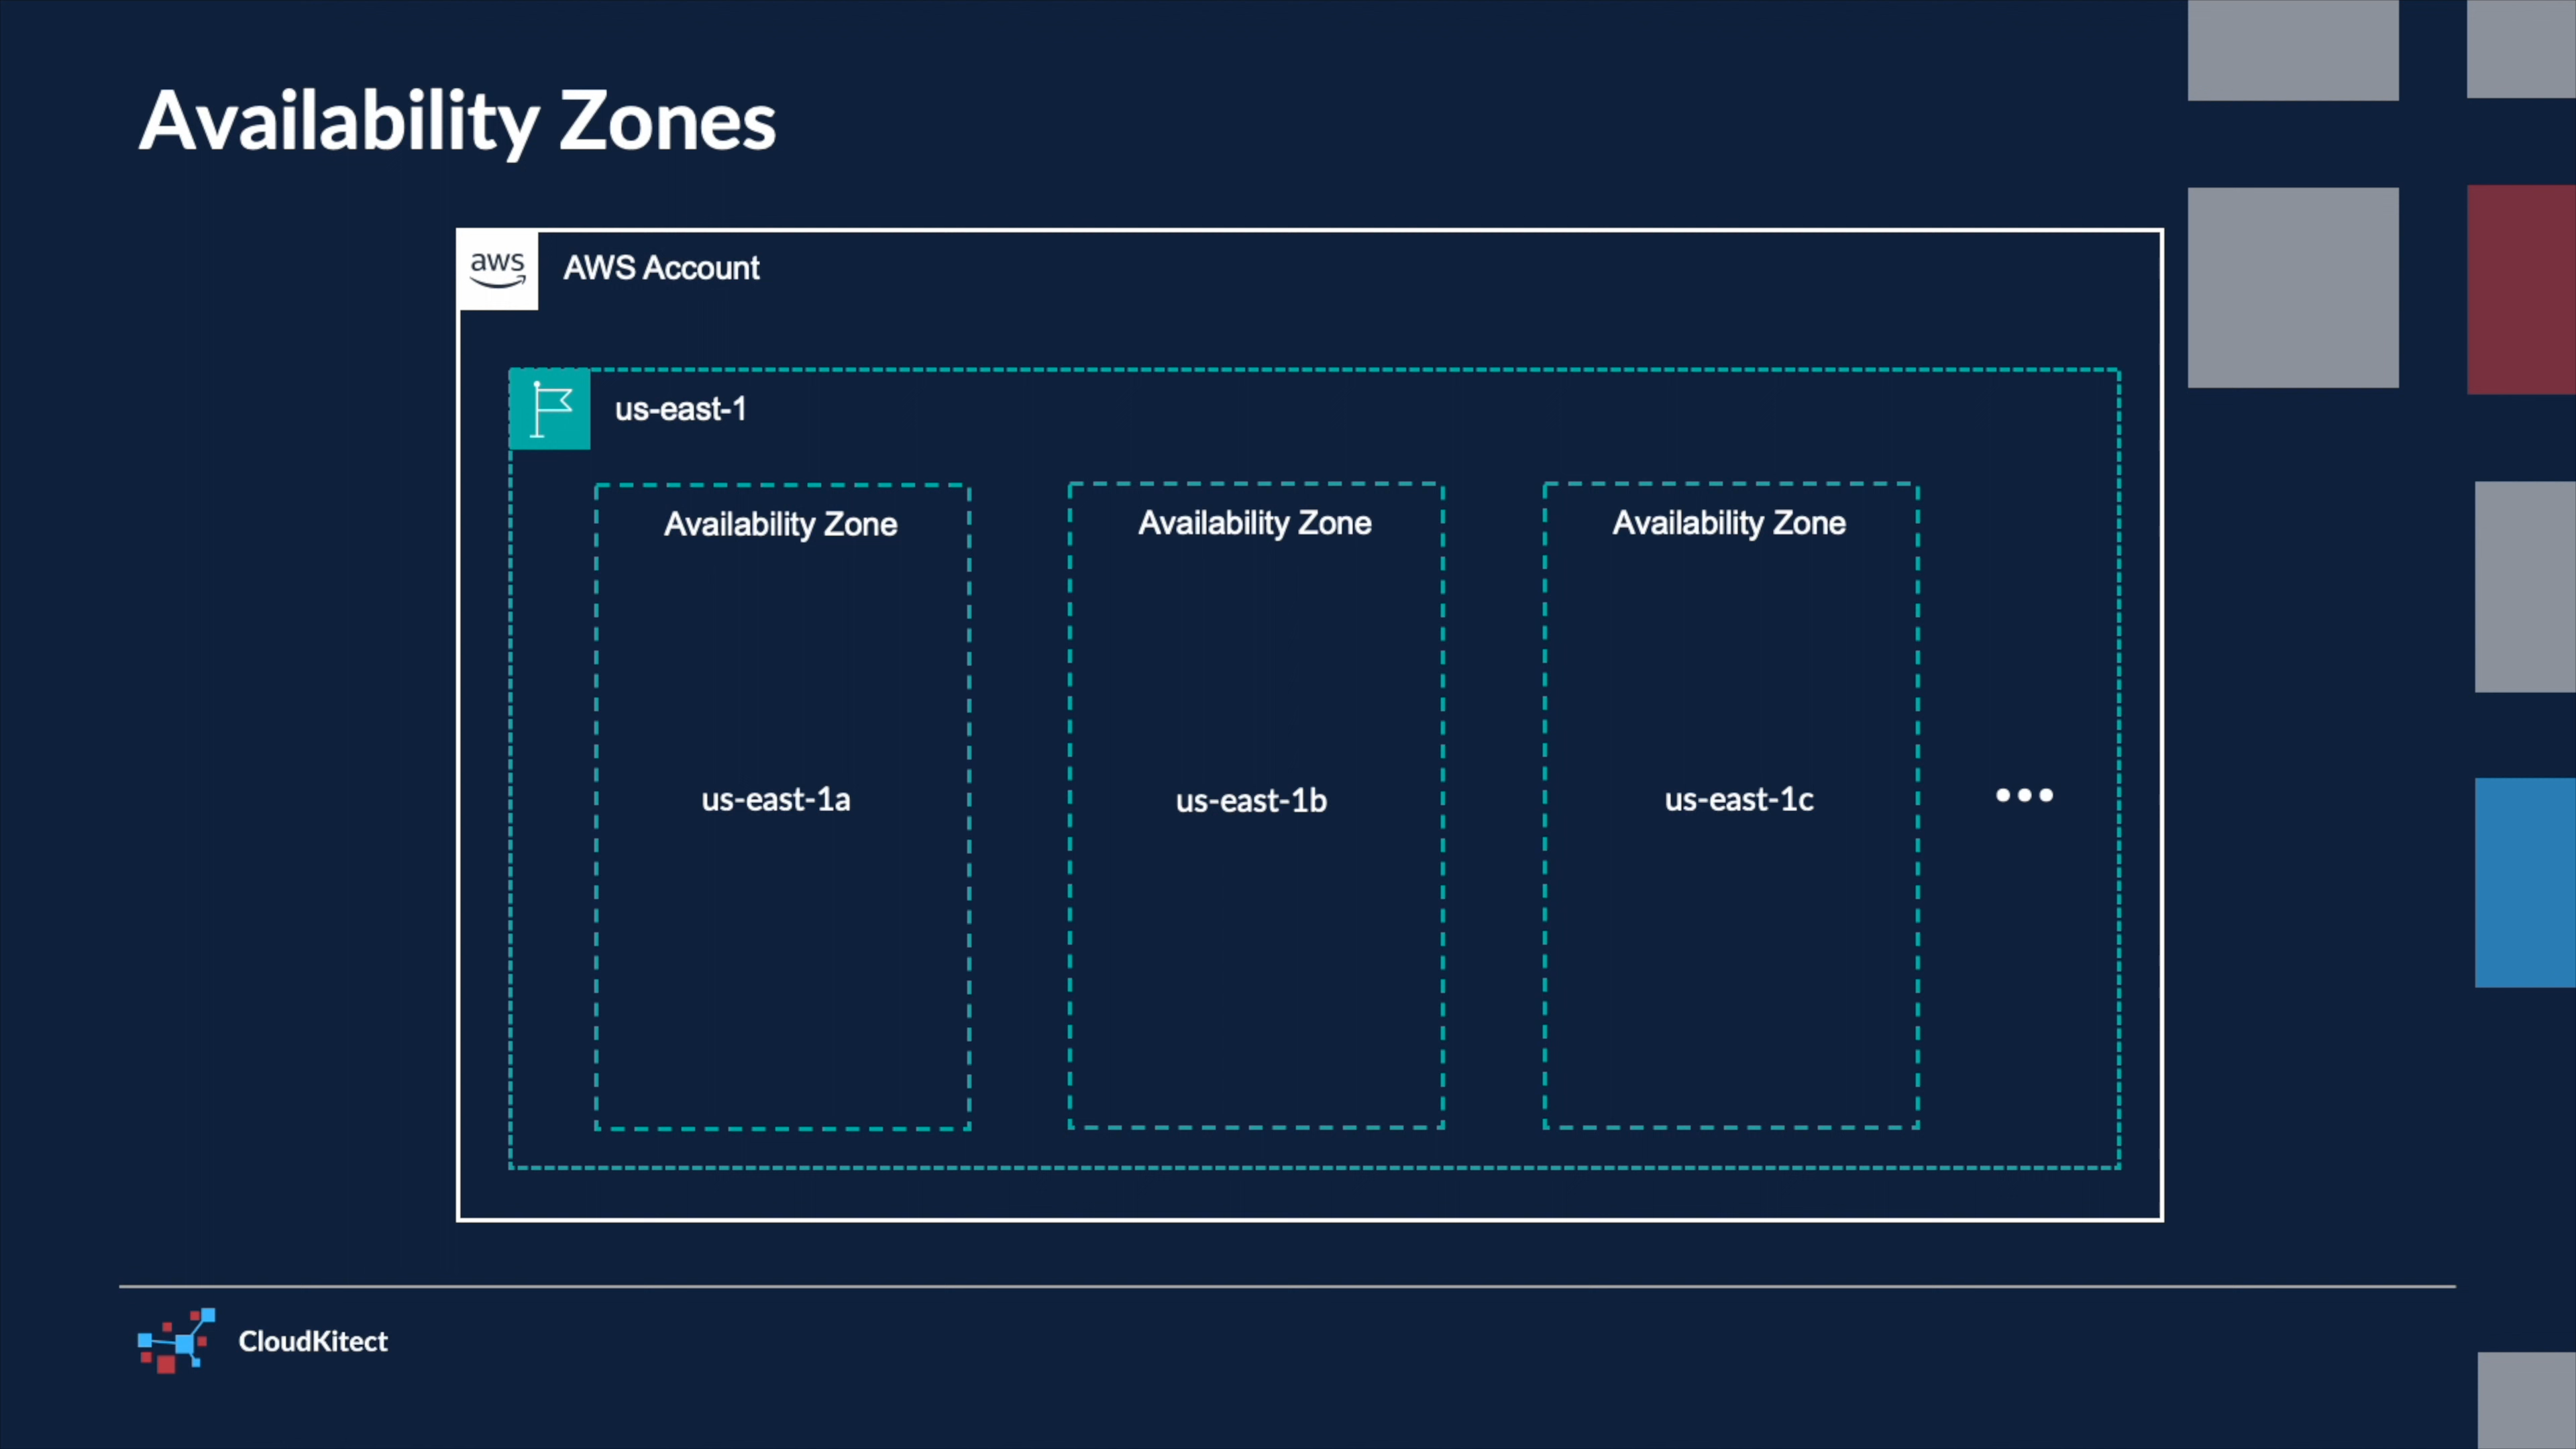 Availability Zones
aws
AWS Account
us-east-1
Availability Zone
Availability Zone
Availability Zone
us-east-1a
us-east-1b
us-east-1c
...
CloudKitect